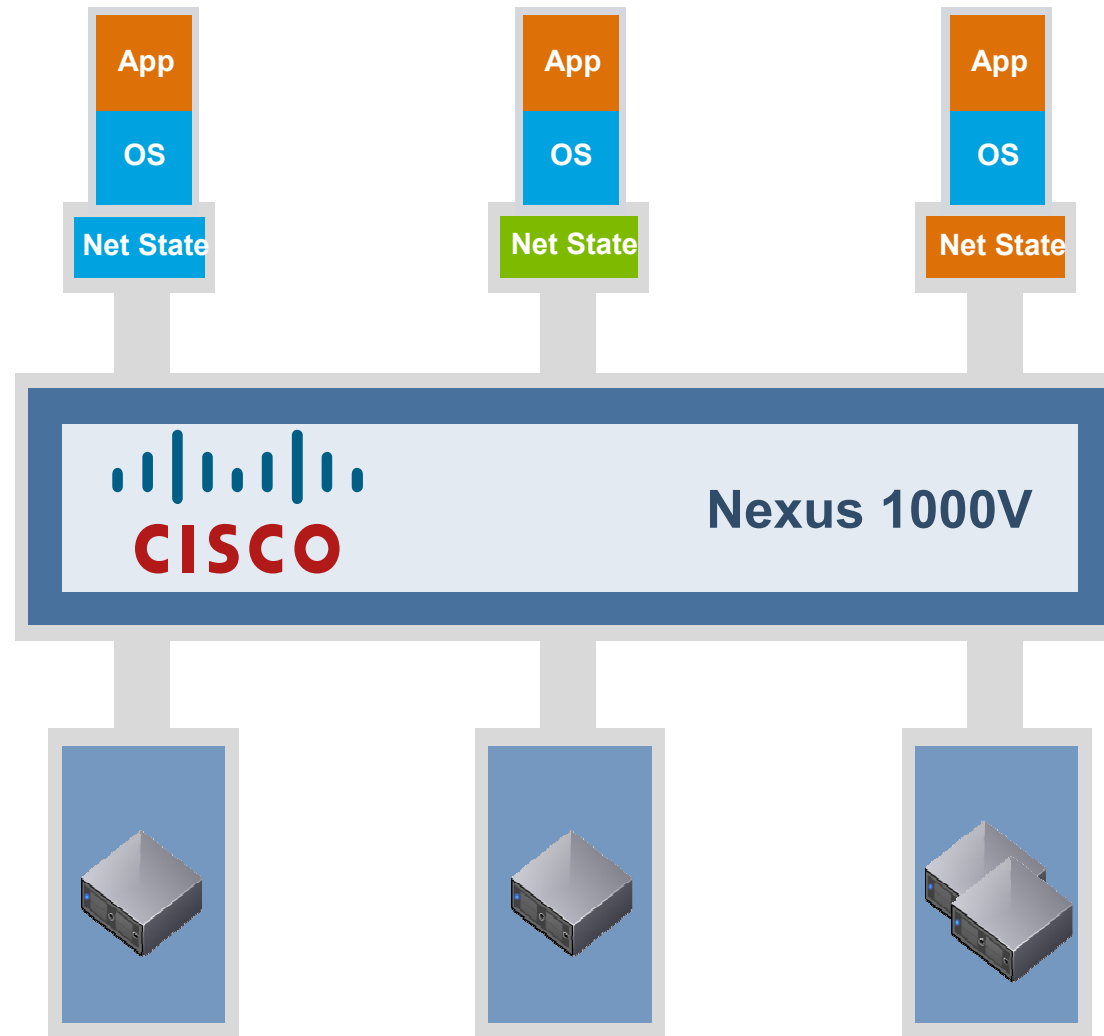 App
App
App
OS
OS
OS
Net State
Net State
Net State
CISCO
Nexus 1000V